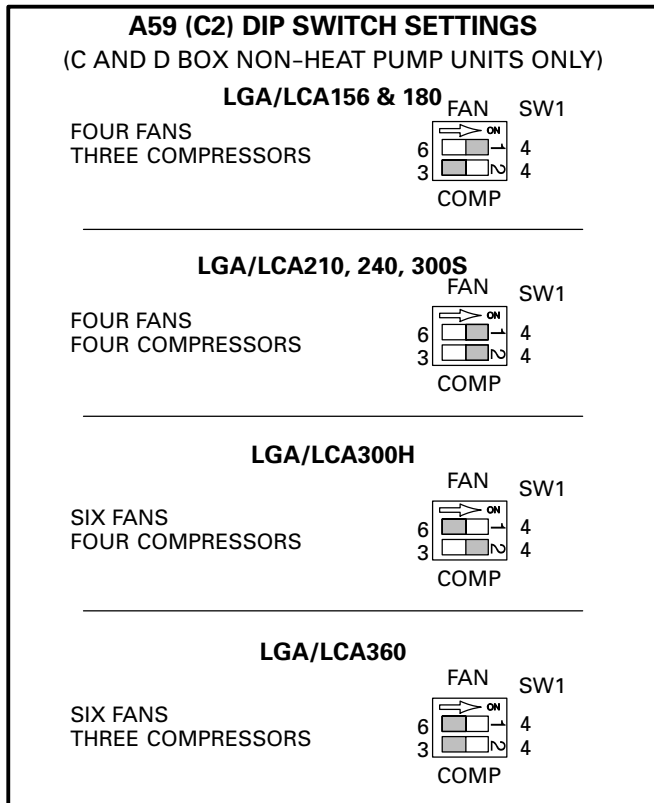 A59 (C2) DIP SWITCH SETTINGS
(C AND D BOX NON–HEAT PUMP UNITS ONLY)
LGA/LCA156 & 180
FAN SW1
FOUR FANS
THREE COMPRESSORS
ON
6 1 4
3 2 4
COMP
LGA/LCA210, 240, 300S
FAN SW1
FOUR FANS
FOUR COMPRESSORS
ON
6 1 4
3 2 4
COMP
LGA/LCA300H
FAN SW1
SIX FANS
FOUR COMPRESSORS
ON
6 1 4
3 2 4
COMP
LGA/LCA360
FAN SW1
SIX FANS
THREE COMPRESSORS
ON
6 1 4
3 2 4
COMP